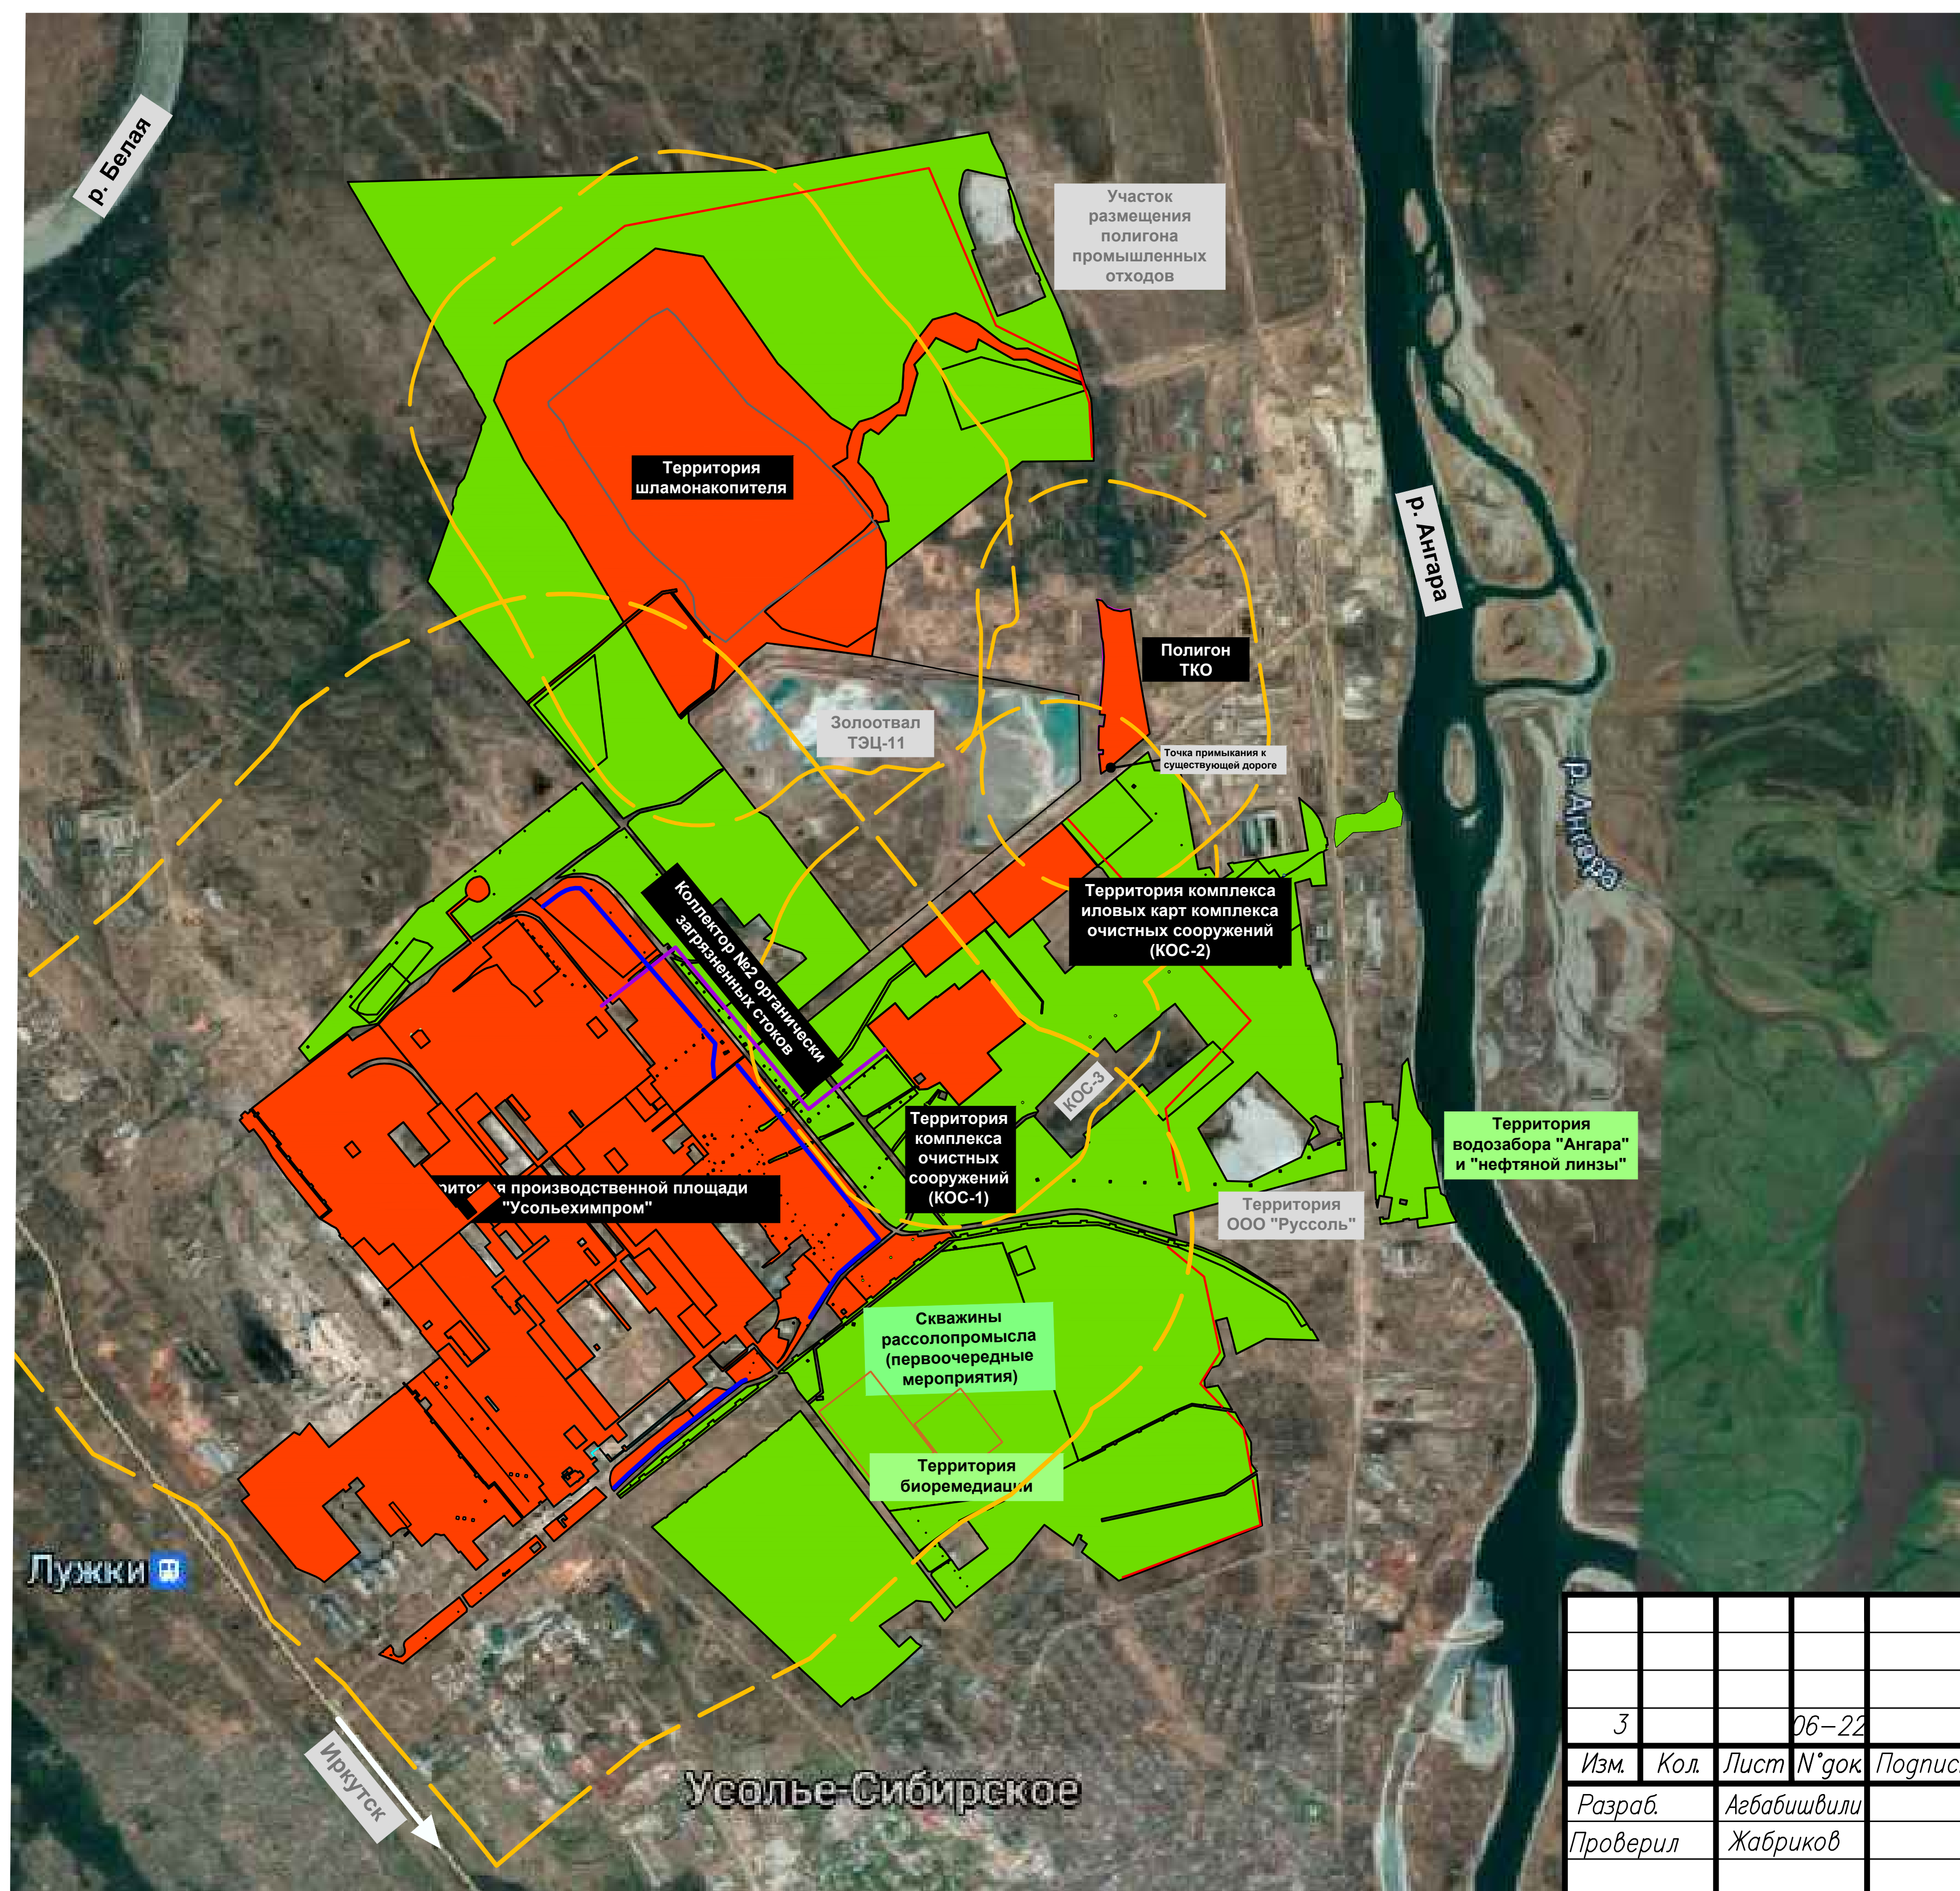 р. Белая
Участок
размещения
полигона
промышленных
отходов
Территория
шламонакопителя
р. Ангара
Полигон
ТКО
Золоотвал
ТЭЦ-11
Точка примыкания к
существующей дороге
р. Ангара
Коллектор №2 органически
загрязненных стоков
Территория комплекса
иловых карт комплекса
очистных сооружений
(КОС-2)
КОС-3
Территория
комплекса
очистных
сооружений
(КОС-1)
Территория
водозабора "Ангара"
и "нефтяной линзы"
производственной площади
"Усольехимпром"
Территория
ООО "Руссоль"
Скважины
рассолопромысла
(первоочередные
мероприятия)
Территория
биоремедиации
Лужки
Иркутск
Усолье-Сибирское
3 06-22
Изм. Кол. Лист N°док.
Разраб. Агбабишвили
Проверил Жабриков